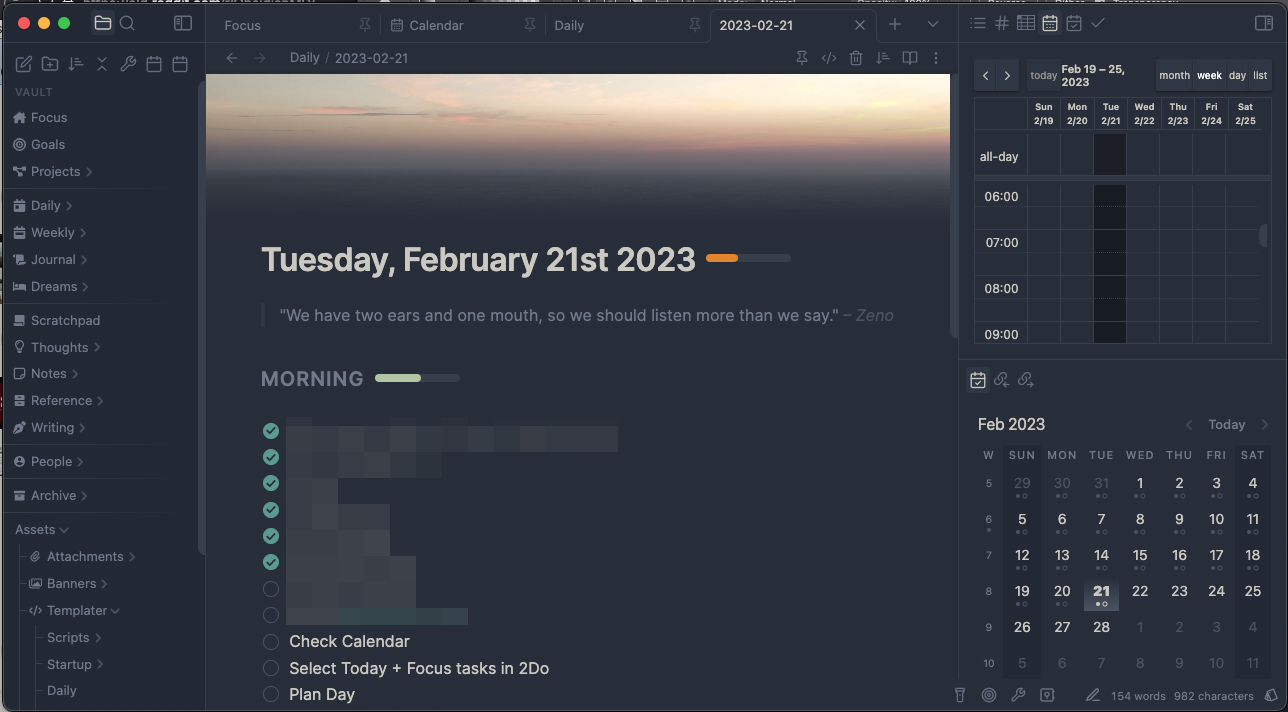 Focus
Calendar
Daily
2023-02-21
Daily / 2023-02-21
VAULT
Focus
Goals
Projects
Daily
Weekly
Journal
Dreams
Scratchpad
Thoughts
Notes
Reference
Writing
People
Archive
Assets
Attachments
Banners
Templater
Scripts
Startup
Daily
Tuesday, February 21st 2023
"We have two ears and one mouth, so we should listen more than we say." – Zeno
MORNING
Check Calendar
Select Today + Focus tasks in 2Do
Plan Day
today Feb 19 – 25, 2023 month week day list
Sun Mon Tue Wed Thu Fri Sat
2/19 2/20 2/21 2/22 2/23 2/24 2/25
all-day
06:00
07:00
08:00
09:00
Feb 2023 Today
W SUN MON TUE WED THU FRI SAT
5 29 30 31 1 2 3 4
6 5 6 7 8 9 10 11
7 12 13 14 15 16 17 18
8 19 20 21 22 23 24 25
9 26 27 28 1 2 3 4
10 5 6 7 8 9 10 11
154 words 982 characters